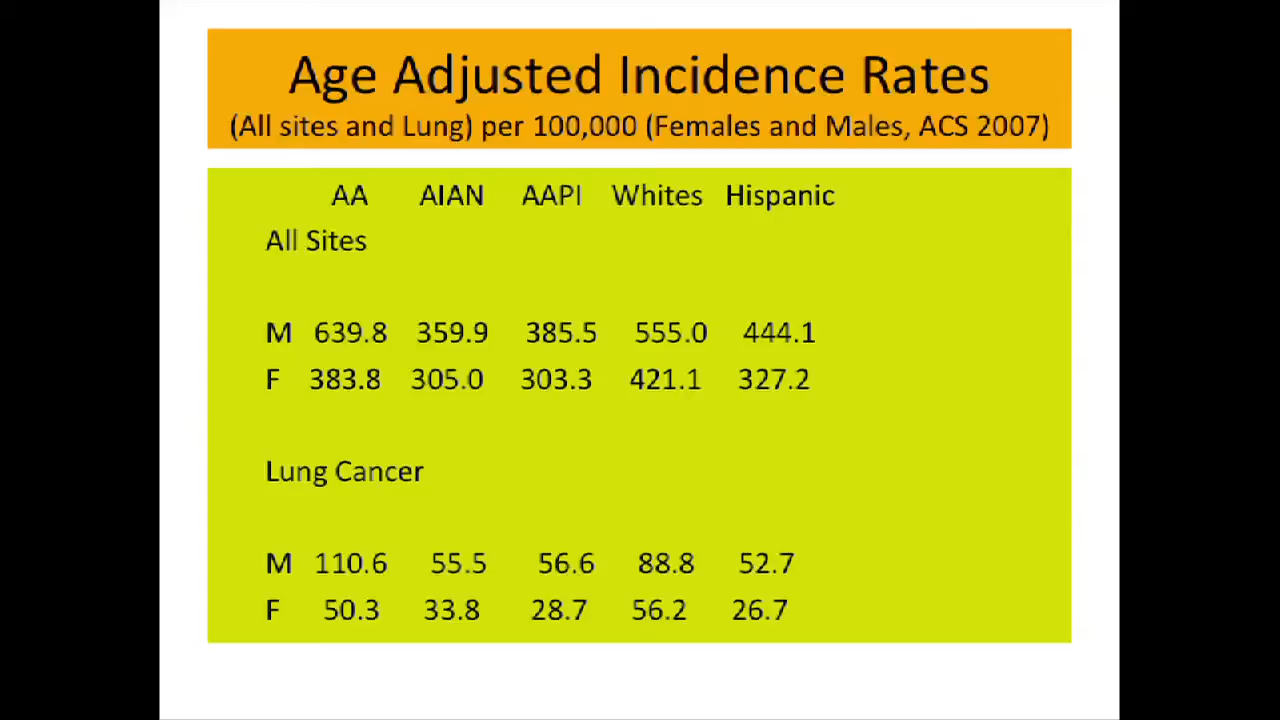 Age Adjusted Incidence Rates
(All sites and Lung) per 100,000 (Females and Males, ACS 2007)
AA AIAN AAPI Whites Hispanic
All Sites
M 639.8 359.9 385.5 555.0 444.1
F 383.8 305.0 303.3 421.1 327.2
Lung Cancer
M 110.6 55.5 56.6 88.8 52.7
F 50.3 33.8 28.7 56.2 26.7